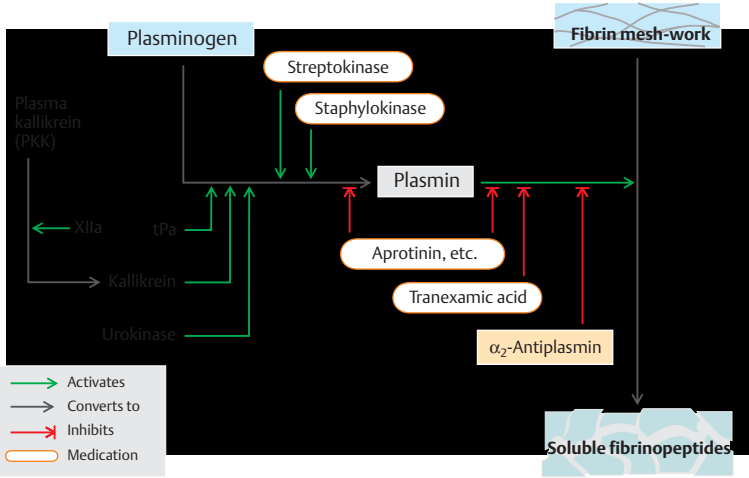 Plasminogen
Fibrin mesh-work
Streptokinase
Staphylokinase
Plasma
kallikrein
(PKK)
Plasmin
XIIa
tPa
Aprotinin, etc.
Kallikrein
Tranexamic acid
Urokinase
α₂-Antiplasmin
Activates
Converts to
Inhibits
Medication
Soluble fibrinopeptides